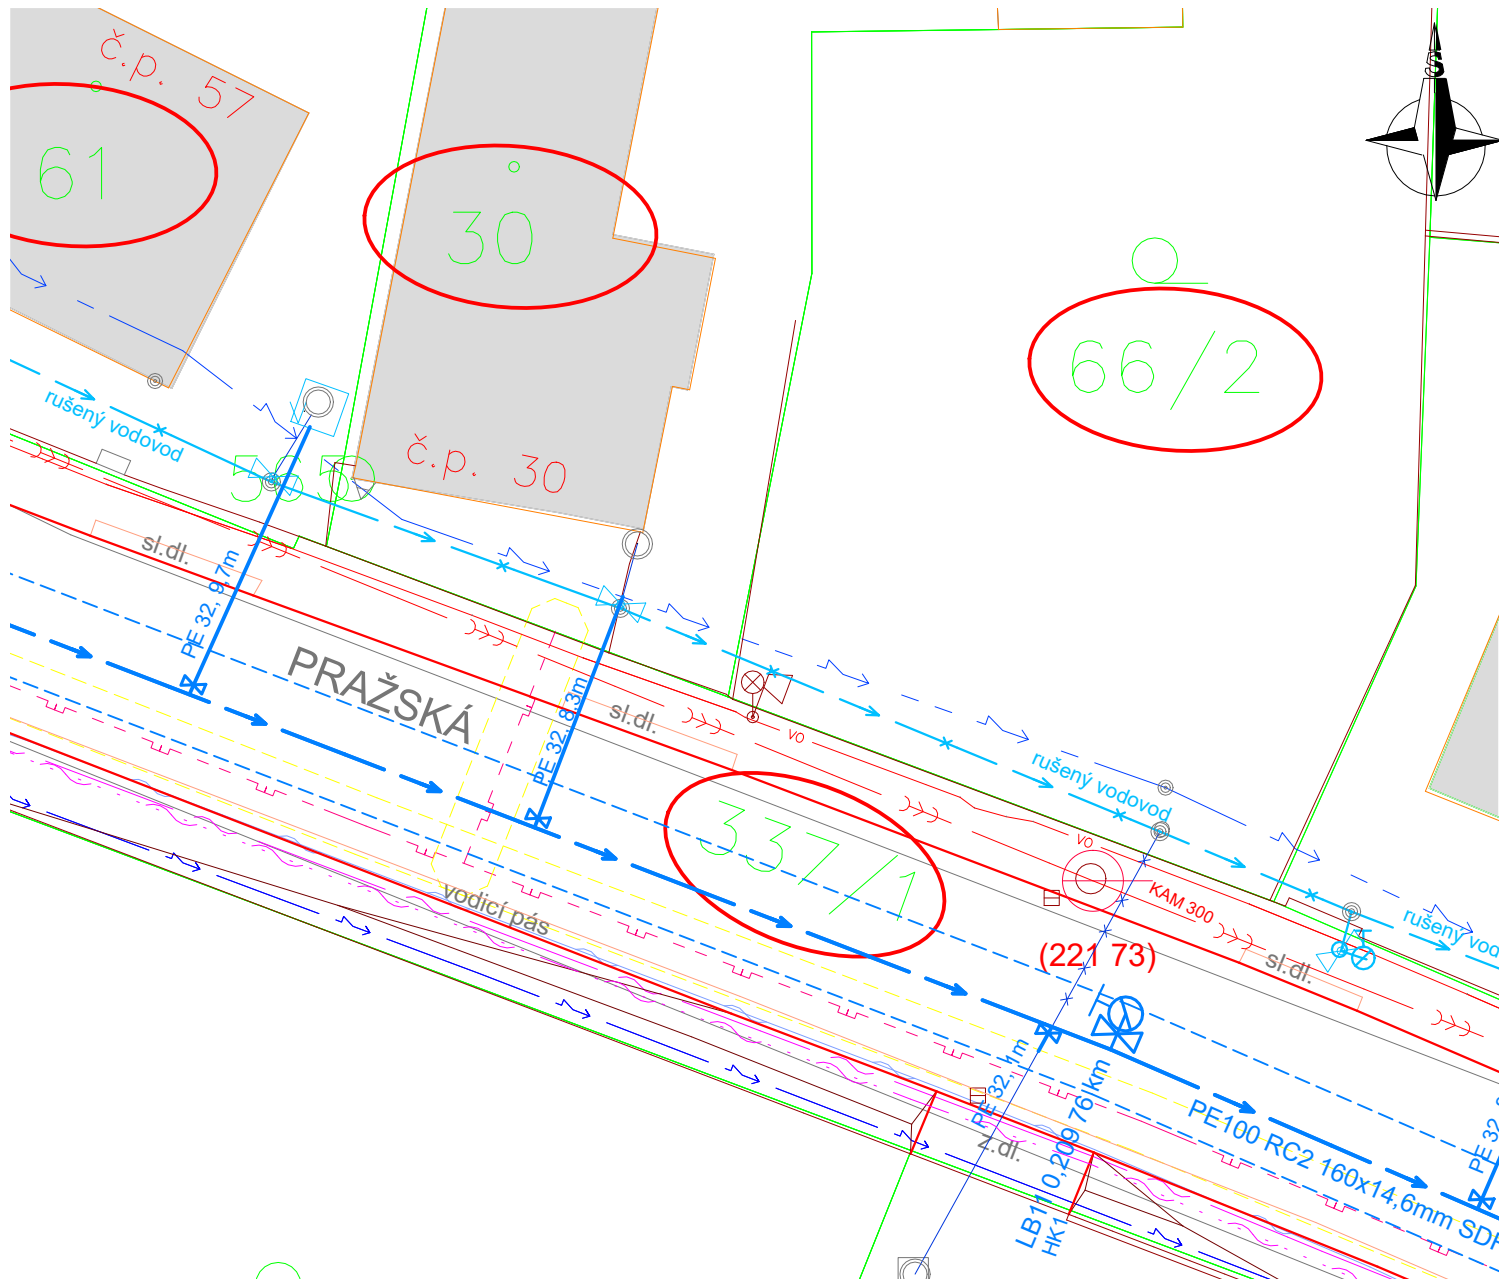 č.p. 57
S
61
30
66/2
rušený vodovod
č.p. 30
sl.dl.
PE 32, 9,7m
PRAŽSKÁ
sl.dl.
PE 32, 8,3m
VO
rušený vodovod
337/1
VO
KAM 300
vodicí pás
rušený vod
(221 73)
sl.dl.
PE 32, 1m
LB11 0,209 76 km
HK1
z.dl.
PE100 RC2 160x14,6mm SDR
PE 32,